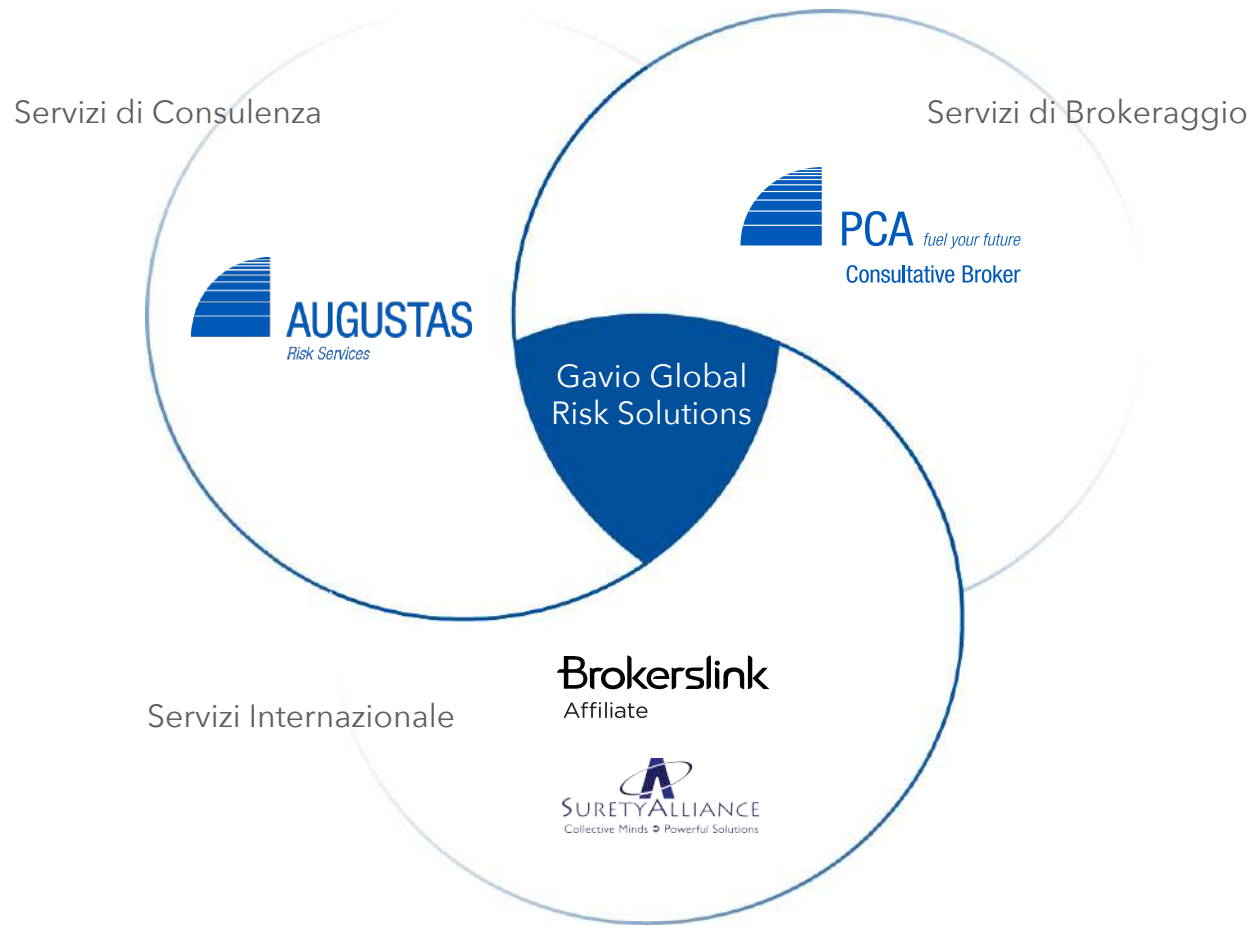 Servizi di Consulenza
Servizi di Brokeraggio
PCA fuel your future
Consultative Broker
AUGUSTAS
Risk Services
Gavio Global
Risk Solutions
Brokerslink
Affiliate
Servizi Internazionale
SURETYALLIANCE
Collective Minds Powerful Solutions